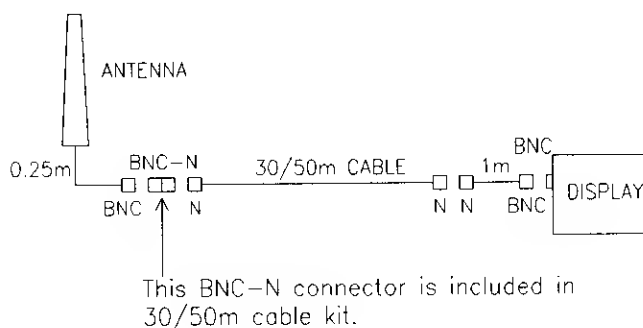 ANTENNA
0.25m
BNC-N
30/50m CABLE
1m
BNC
BNC
N
N
N
BNC
DISPLAY
This BNC-N connector is included in
30/50m cable kit.